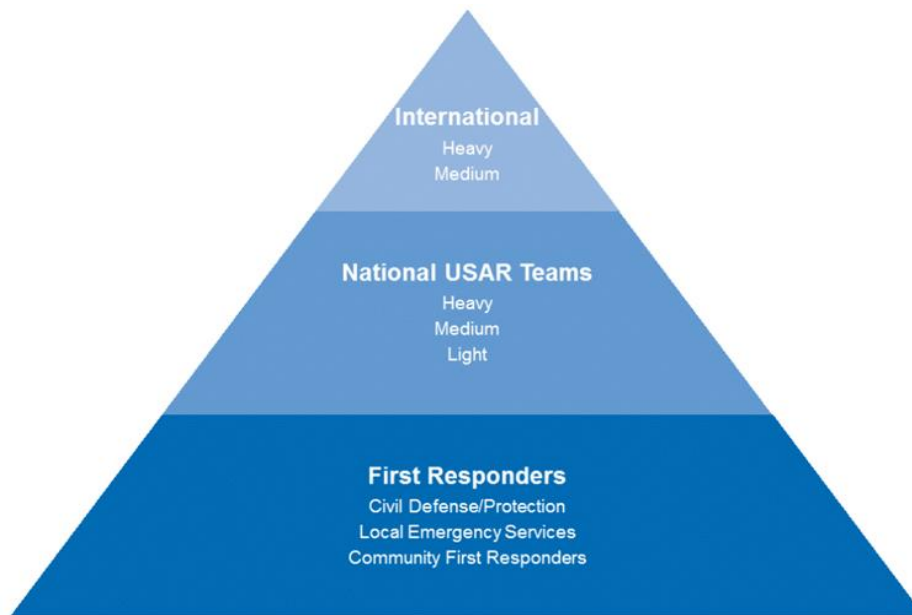 International
Heavy
Medium
National USAR Teams
Heavy
Medium
Light
First Responders
Civil Defense/Protection
Local Emergency Services
Community First Responders